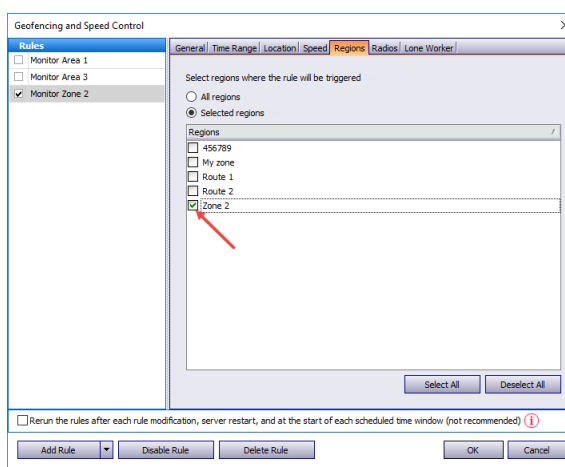 Geofencing and Speed Control
Rules
Monitor Area 1
Monitor Area 3
Monitor Zone 2
General Time Range Location Speed Regions Radios Lone Worker
Select regions where the rule will be triggered
All regions
Selected regions
Regions
456789
My zone
Route 1
Route 2
Zone 2
Select All Deselect All
Rerun the rules after each rule modification, server restart, and at the start of each scheduled time window (not recommended)
Add Rule Disable Rule Delete Rule OK Cancel